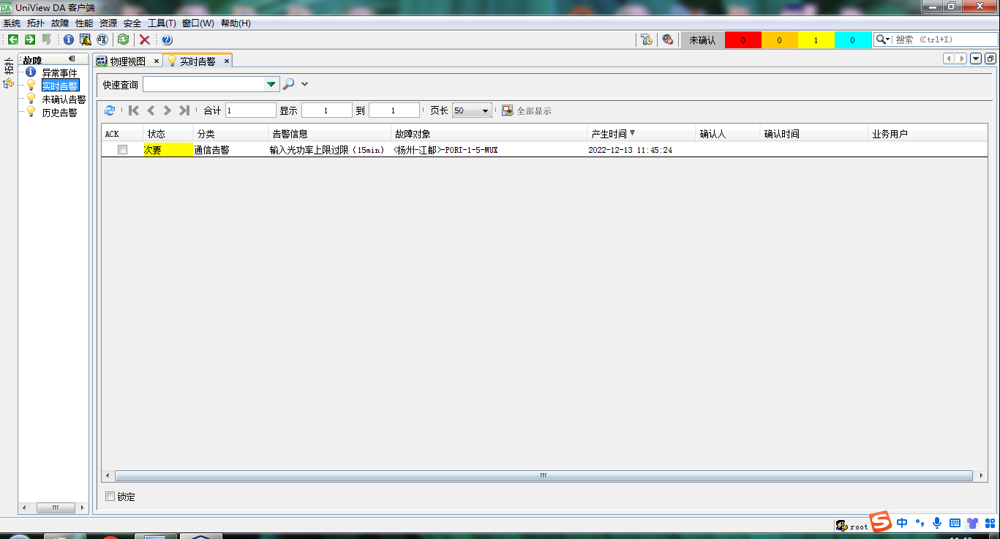 DA UniView DA 客户端
系统 拓扑 故障 性能 资源 安全 工具(T) 窗口(W) 帮助(H)
未确认 0 0 1 0 搜索 (Ctrl+I)
拓扑
故障
异常事件
实时告警
未确认告警
历史告警
物理视图 实时告警
快速查询
合计 1 显示 1 到 1 页长 50 全部显示
ACK 状态 分类 告警信息 故障对象 产生时间 确认人 确认时间 业务用户
次要 通信告警 输入光功率上限过限（15min） <扬州-江都>-PORT-1-5-MUX 2022-12-13 11:45:24
锁定
root S 中